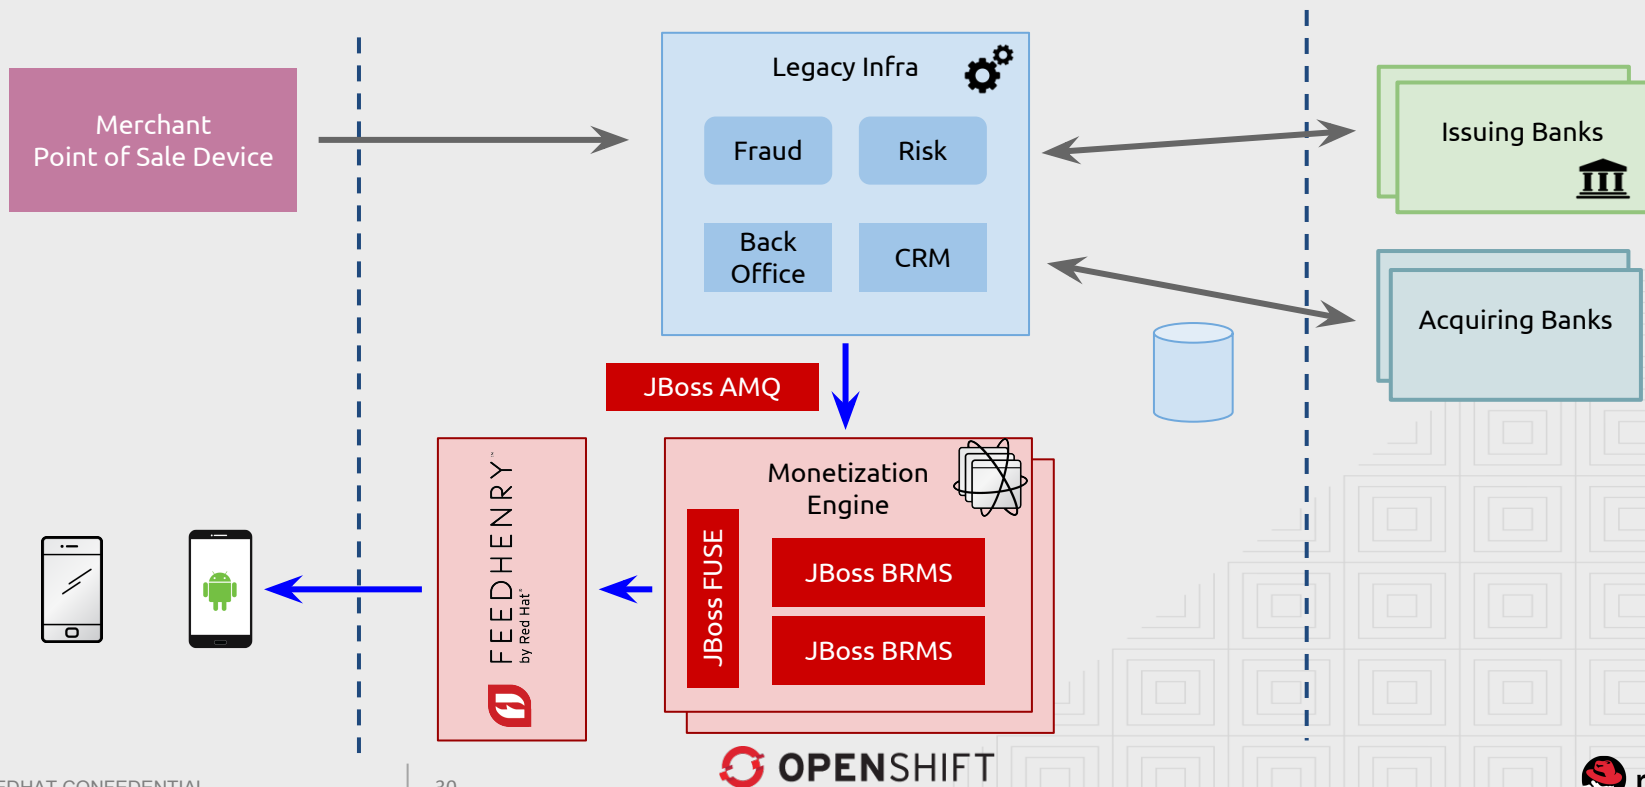 Legacy Infra
Merchant
Point of Sale Device
Fraud
Risk
Issuing Banks
Back
Office
CRM
Acquiring Banks
JBoss AMQ
Monetization
Engine
FEEDHENRY
by Red Hat
JBoss FUSE
JBoss BRMS
JBoss BRMS
OPENSHIFT